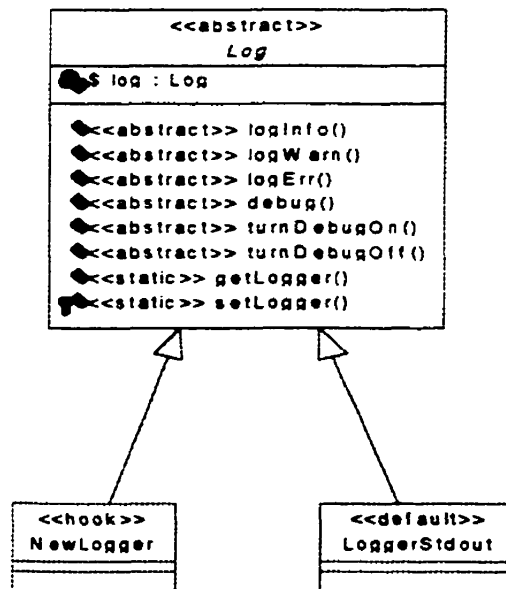 <<abstract>>
Log
$ log : Log
<<abstract>> logInfo()
<<abstract>> logWarn()
<<abstract>> logErr()
<<abstract>> debug()
<<abstract>> turnDebugOn()
<<abstract>> turnDebugOff()
<<static>> getLogger()
<<static>> setLogger()
<<hook>>
NewLogger
<<default>>
LoggerStdout